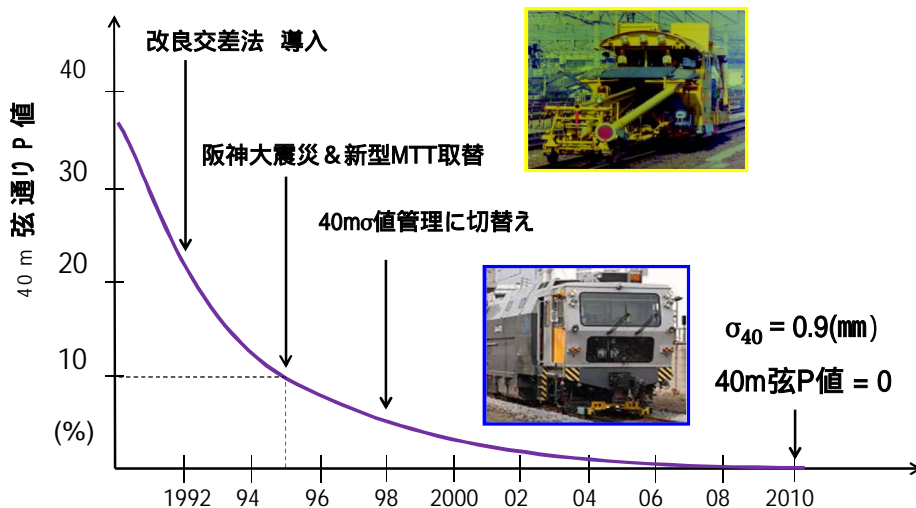 改良交差法 導入
阪神大震災&新型MTT取替
40mσ値管理に切替え
40m弦通りP値
40
30
20
10
(%)
σ40 = 0.9(㎜)
40m弦P値 = 0
1992 94 96 98 2000 02 04 06 08 2010